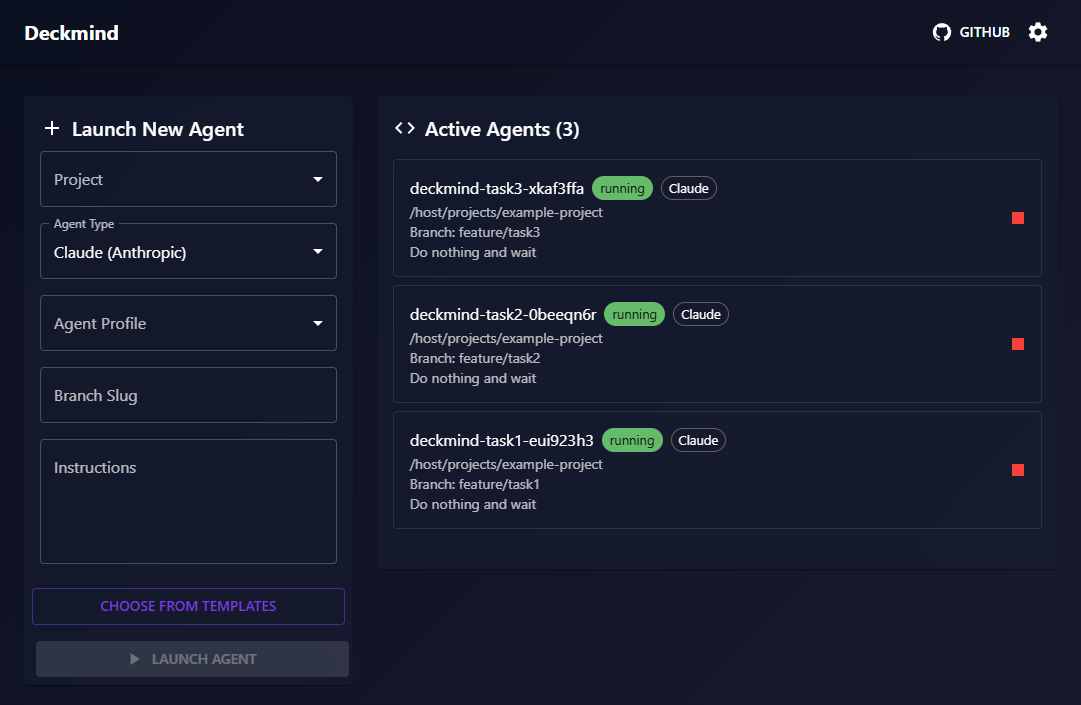 Deckmind
GITHUB
Launch New Agent
Project
Agent Type
Claude (Anthropic)
Agent Profile
Branch Slug
Instructions
CHOOSE FROM TEMPLATES
LAUNCH AGENT
Active Agents (3)
deckmind-task3-xkaf3ffa running Claude
/host/projects/example-project
Branch: feature/task3
Do nothing and wait
deckmind-task2-0beeqn6r running Claude
/host/projects/example-project
Branch: feature/task2
Do nothing and wait
deckmind-task1-eui923h3 running Claude
/host/projects/example-project
Branch: feature/task1
Do nothing and wait